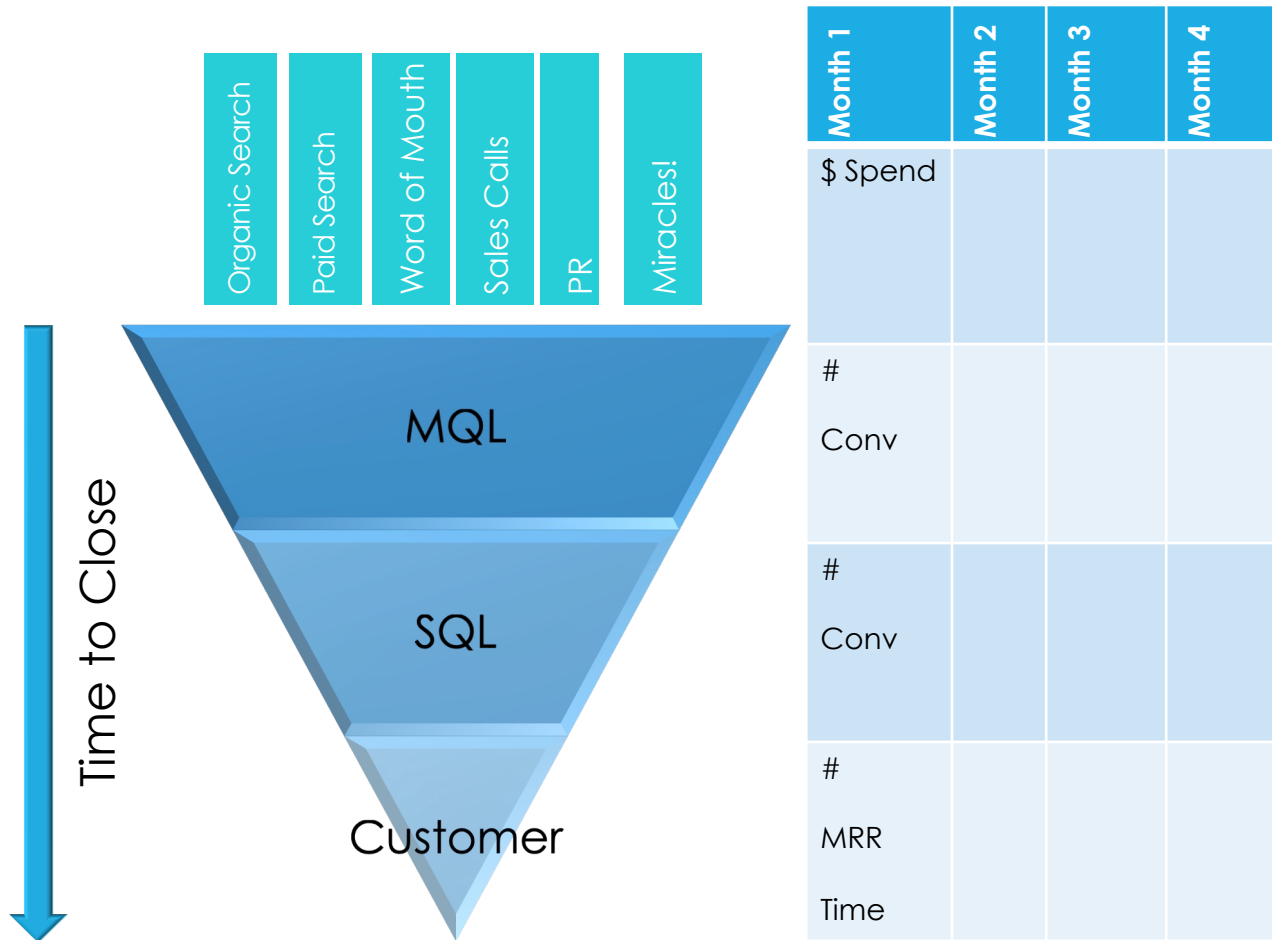 Organic Search
Paid Search
Word of Mouth
Sales Calls
PR
Miracles!
Time to Close
MQL
SQL
Customer
Month 1
Month 2
Month 3
Month 4
$ Spend
#
Conv
#
Conv
#
MRR
Time